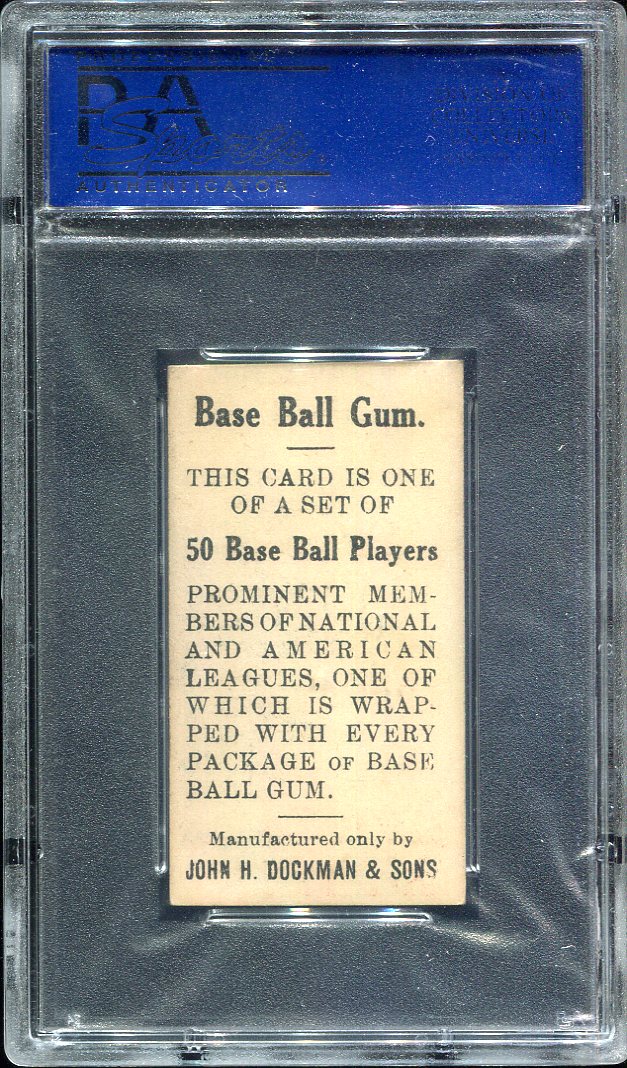 PSA
AUTHENTICATOR
Base Ball Gum.
THIS CARD IS ONE
OF A SET OF
50 Base Ball Players
PROMINENT MEM-
BERS OF NATIONAL
AND AMERICAN
LEAGUES, ONE OF
WHICH IS WRAP-
PED WITH EVERY
PACKAGE OF BASE
BALL GUM.
Manufactured only by
JOHN H. DOCKMAN & SONS